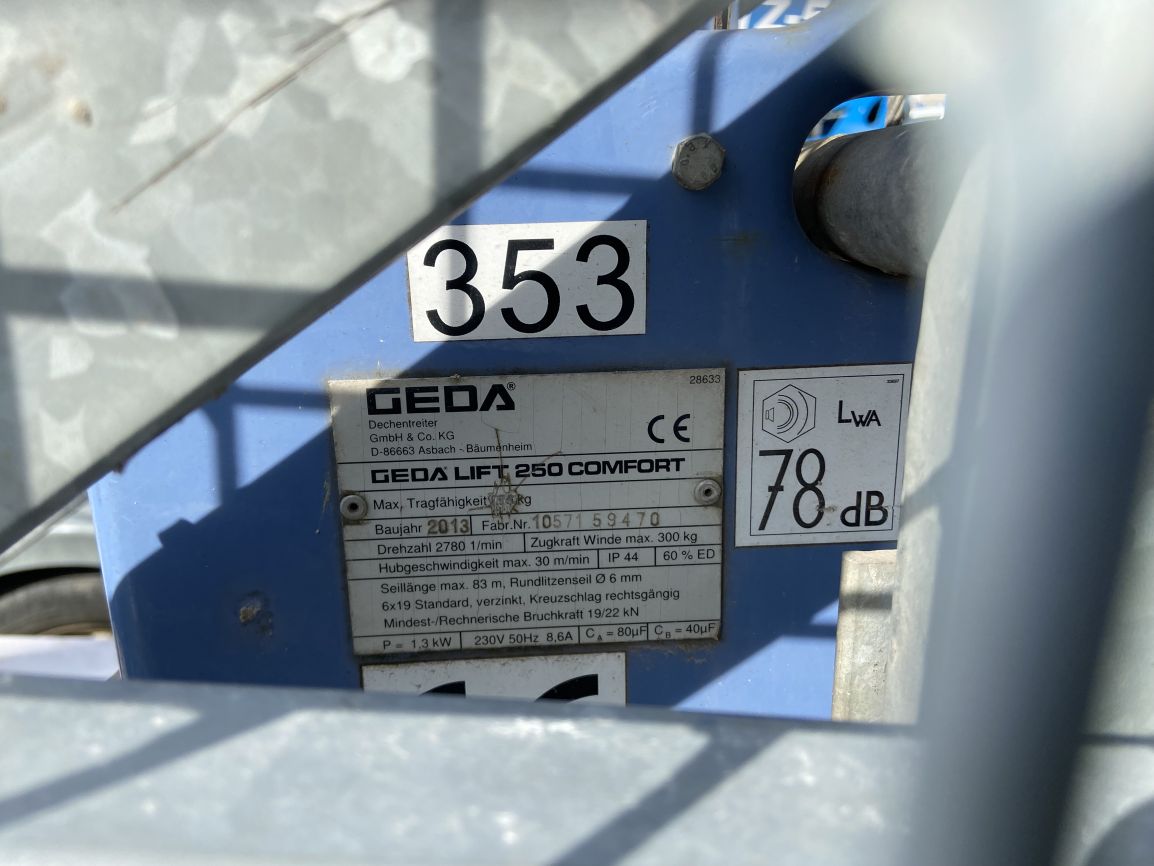 353
GEDA®
28633
Dechentreiter
GmbH & Co. KG
D-86663 Asbach - Bäumenheim
CE
GEDA LIFT 250 COMFORT
Max. Tragfähigkeit kg
Baujahr 2013 Fabr.Nr. 10571 59470
Drehzahl 2780 1/min Zugkraft Winde max. 300 kg
Hubgeschwindigkeit max. 30 m/min IP 44 60 % ED
Seillänge max. 83 m, Rundlitzenseil Ø 6 mm
6x19 Standard, verzinkt, Kreuzschlag rechtsgängig
Mindest-/Rechnerische Bruchkraft 19/22 kN
P = 1,3 kW 230V 50Hz 8,6A CA = 80µF CB = 40µF
LWA
78 dB